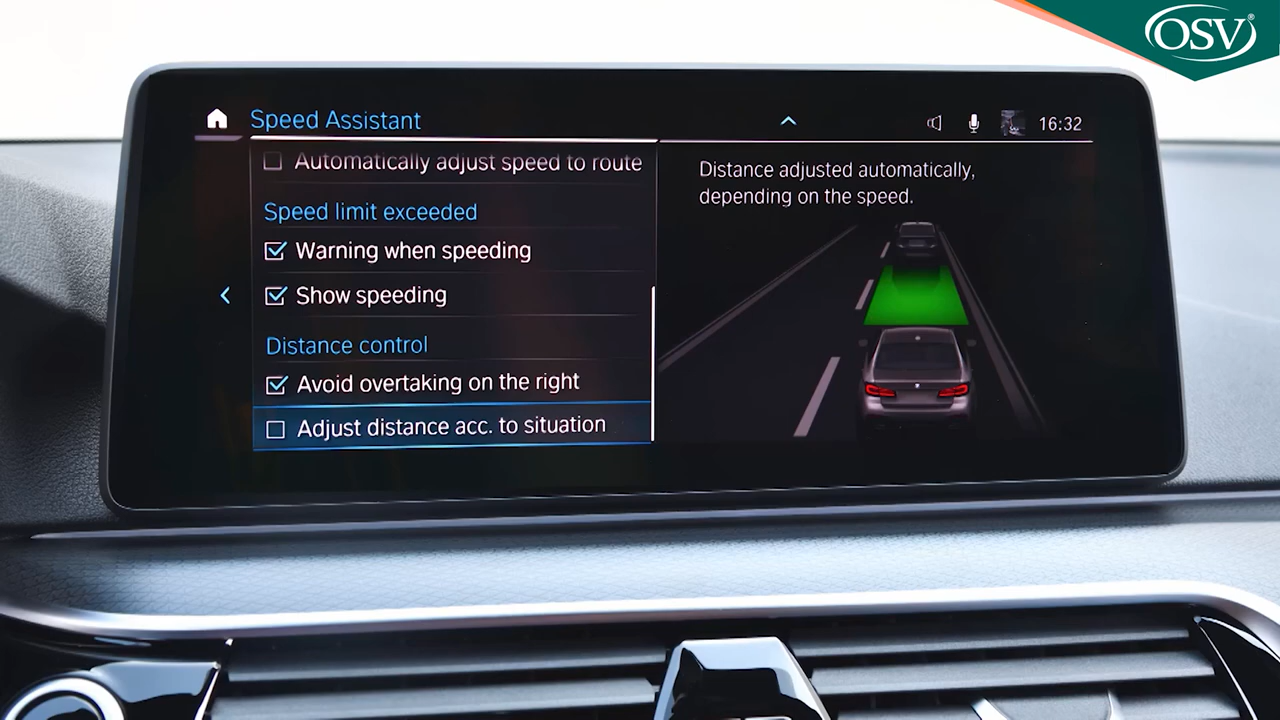 OSV®
Speed Assistant
16:32
Automatically adjust speed to route
Speed limit exceeded
Warning when speeding
Show speeding
Distance control
Avoid overtaking on the right
Adjust distance acc. to situation
Distance adjusted automatically,
depending on the speed.